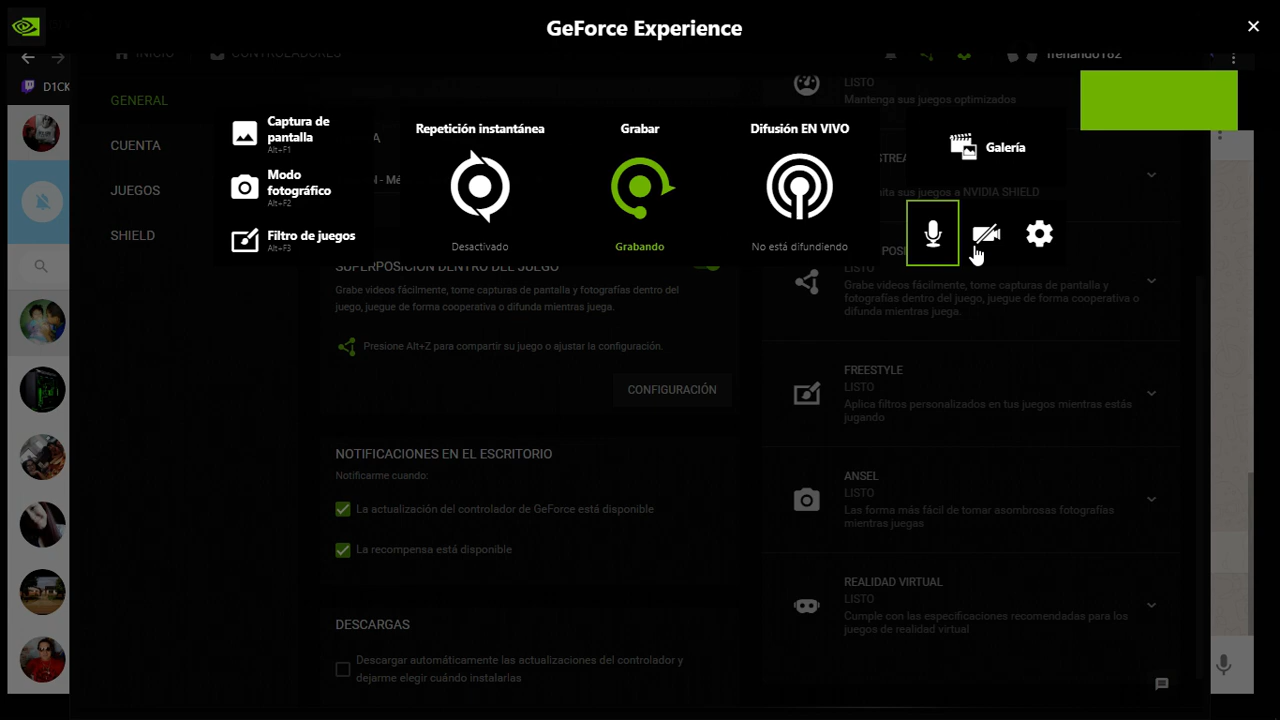 GeForce Experience
INICIO
CONTROLADORES
D1CK
GENERAL
CUENTA
JUEGOS
SHIELD
Captura de
pantalla
Alt+F1
Modo
fotográfico
Alt+F2
Filtro de juegos
Alt+F3
Repetición instantánea
Desactivado
Grabar
Grabando
Difusión EN VIVO
No está difundiendo
Galería
LISTO
Mantenga sus juegos optimizados
sus juegos a NVIDIA SHIELD
SUPERPOSICIÓN DENTRO DEL JUEGO
Grabe videos fácilmente, tome capturas de pantalla y fotografías dentro del
juego, juegue de forma cooperativa o difunda mientras juega.
Presione Alt+Z para compartir su juego o ajustar la configuración.
CONFIGURACIÓN
NOTIFICACIONES EN EL ESCRITORIO
Notificarme cuando:
La actualización del controlador de GeForce está disponible
La recompensa está disponible
DESCARGAS
Descargar automáticamente las actualizaciones del controlador y
dejarme elegir cuándo instalarlas
LISTO
Grabe videos fácilmente, tome capturas de pantalla y
fotografías dentro del juego, juegue de forma cooperativa o
difunda mientras juega.
FREESTYLE
LISTO
Aplica filtros personalizados en tus juegos mientras estás
jugando
ANSEL
LISTO
Las forma más fácil de tomar asombrosas fotografías
mientras juegas
REALIDAD VIRTUAL
LISTO
Cumple con las especificaciones recomendadas para los
juegos de realidad virtual